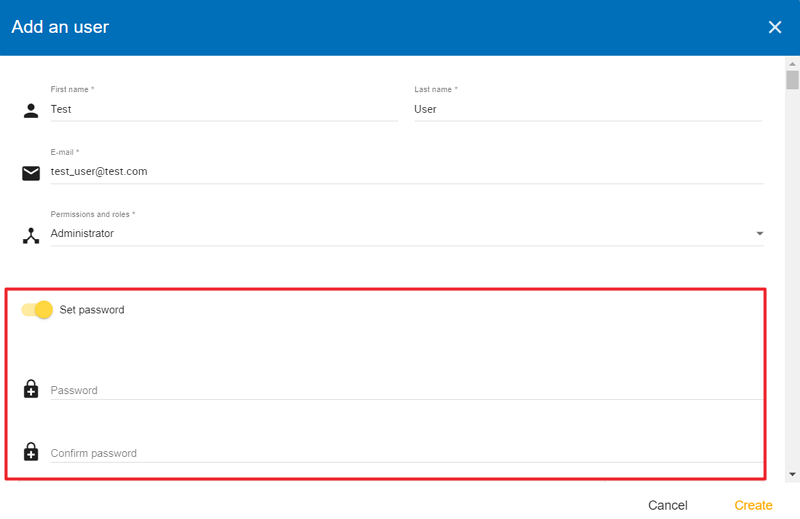 Add an user
First name * Last name *
Test User
E-mail *
test_user@test.com
Permissions and roles *
Administrator
Set password
Password
Confirm password
Cancel Create